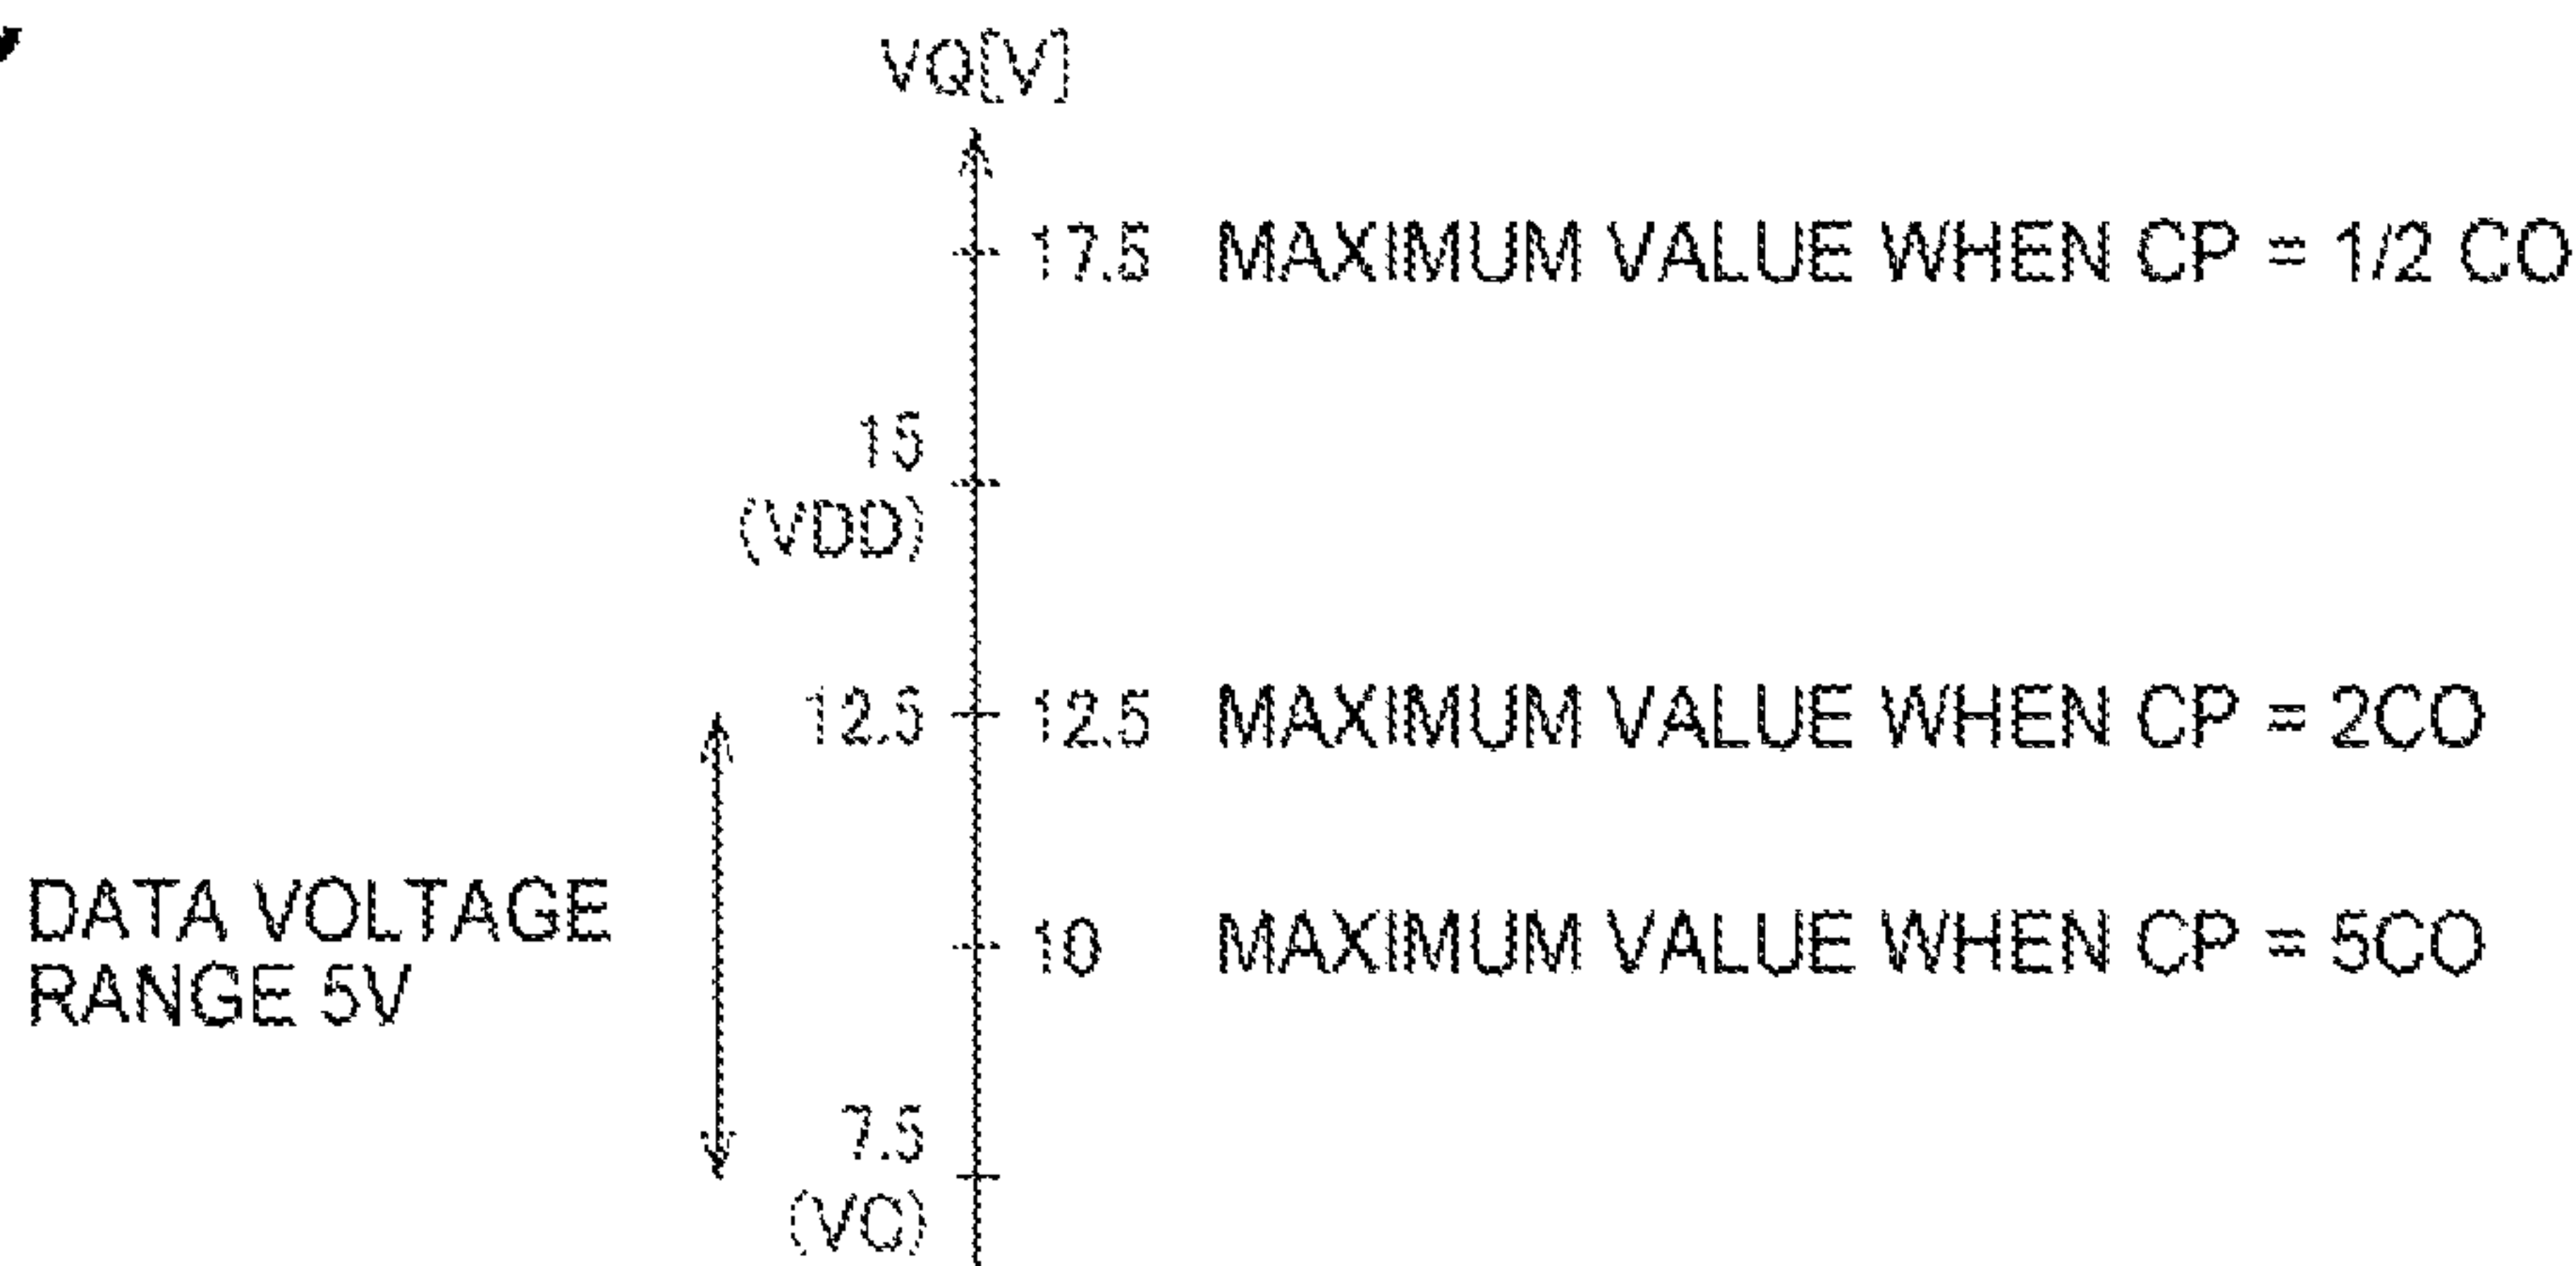 VQ[V]
17.5 MAXIMUM VALUE WHEN CP = 1/2 CO
15
(VDD)
12.5 12.5 MAXIMUM VALUE WHEN CP = 2CO
DATA VOLTAGE
RANGE 5V
10 MAXIMUM VALUE WHEN CP = 5CO
7.5
(VC)